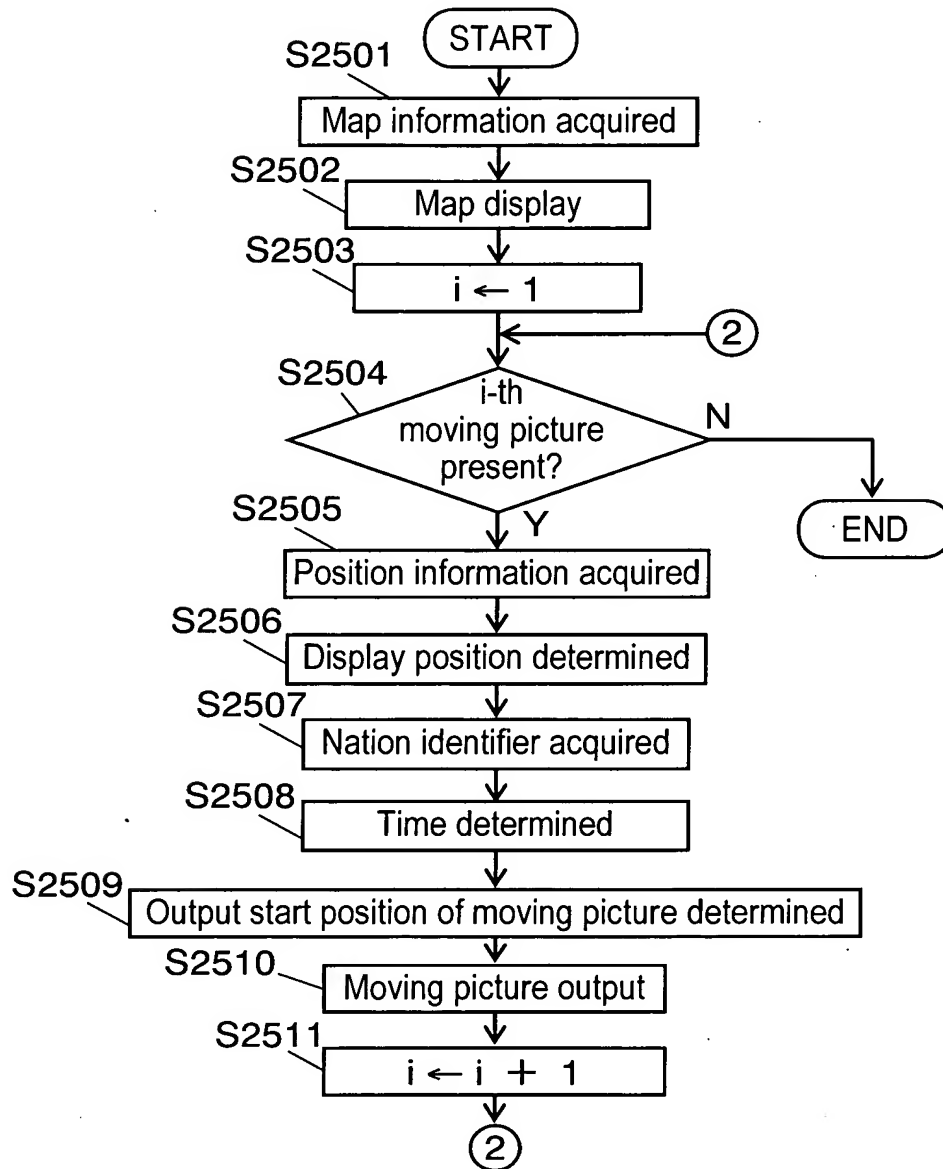 START
S2501
Map information acquired
S2502
Map display
S2503
i ← 1
2
S2504
i-th
moving picture
present?
N
END
Y
S2505
Position information acquired
S2506
Display position determined
S2507
Nation identifier acquired
S2508
Time determined
S2509
Output start position of moving picture determined
S2510
Moving picture output
S2511
i ← i + 1
2